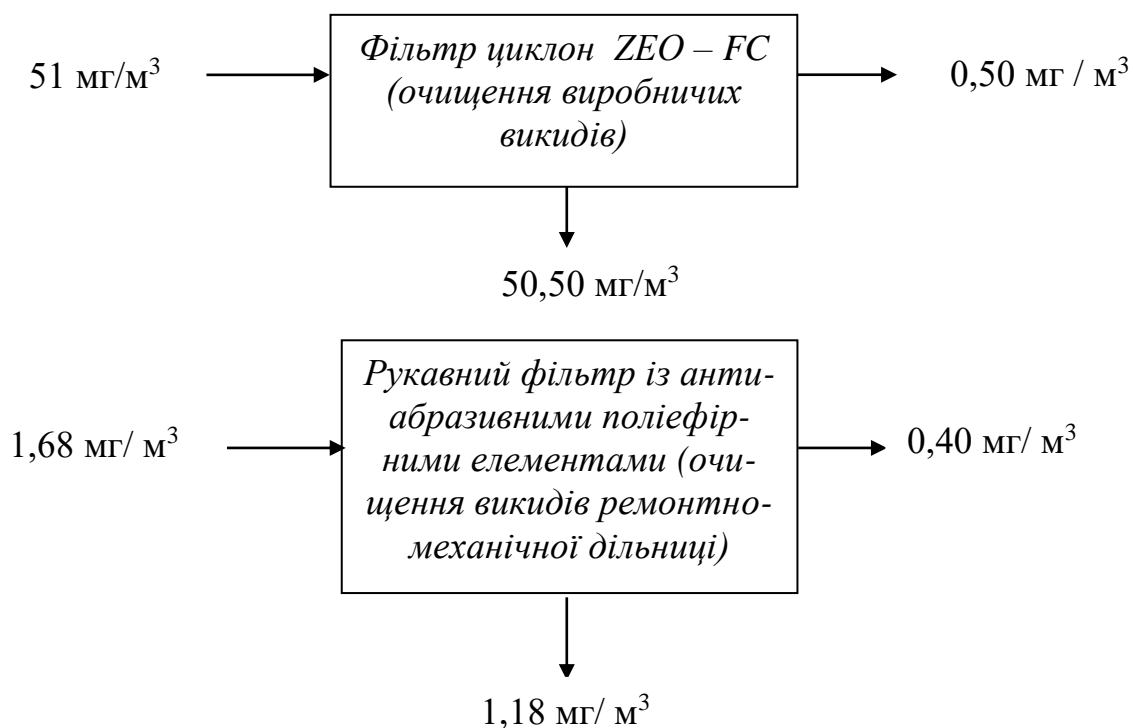 51 мг/м³
Фільтр циклон ZEO – FC
(очищення виробничих
викидів)
0,50 мг / м³
50,50 мг/м³
Рукавний фільтр із анти-
абразивними поліефір-
ними елементами (очи-
щення викидів ремонтно-
механічної дільниці)
1,68 мг/ м³
0,40 мг/ м³
1,18 мг/ м³